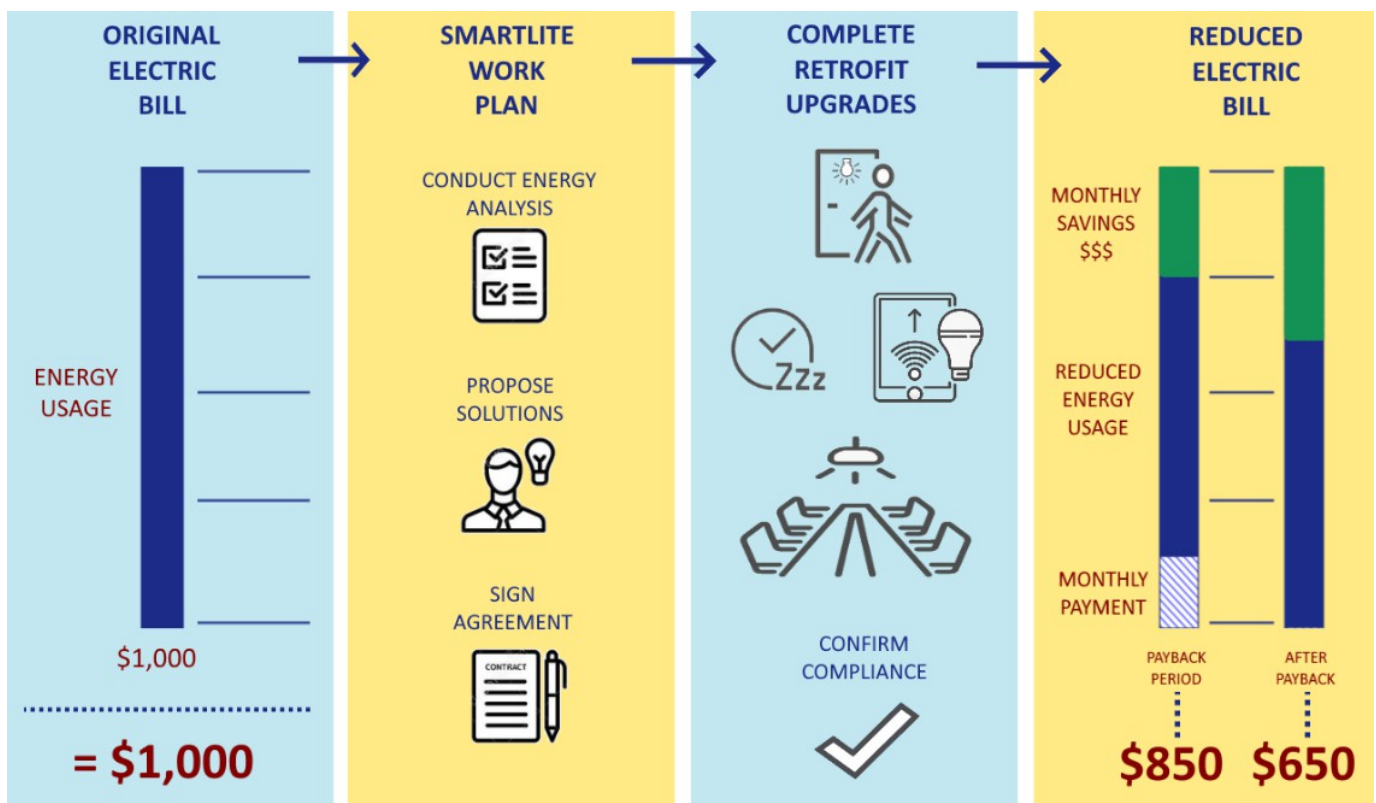 ORIGINAL
ELECTRIC
BILL
ENERGY
USAGE
$1,000
= $1,000
SMARTLITE
WORK
PLAN
CONDUCT ENERGY
ANALYSIS
PROPOSE
SOLUTIONS
SIGN
AGREEMENT
CONTRACT
COMPLETE
RETROFIT
UPGRADES
Zzz
CONFIRM
COMPLIANCE
REDUCED
ELECTRIC
BILL
MONTHLY
SAVINGS
$$$
REDUCED
ENERGY
USAGE
MONTHLY
PAYMENT
PAYBACK
PERIOD
AFTER
PAYBACK
$850 $650